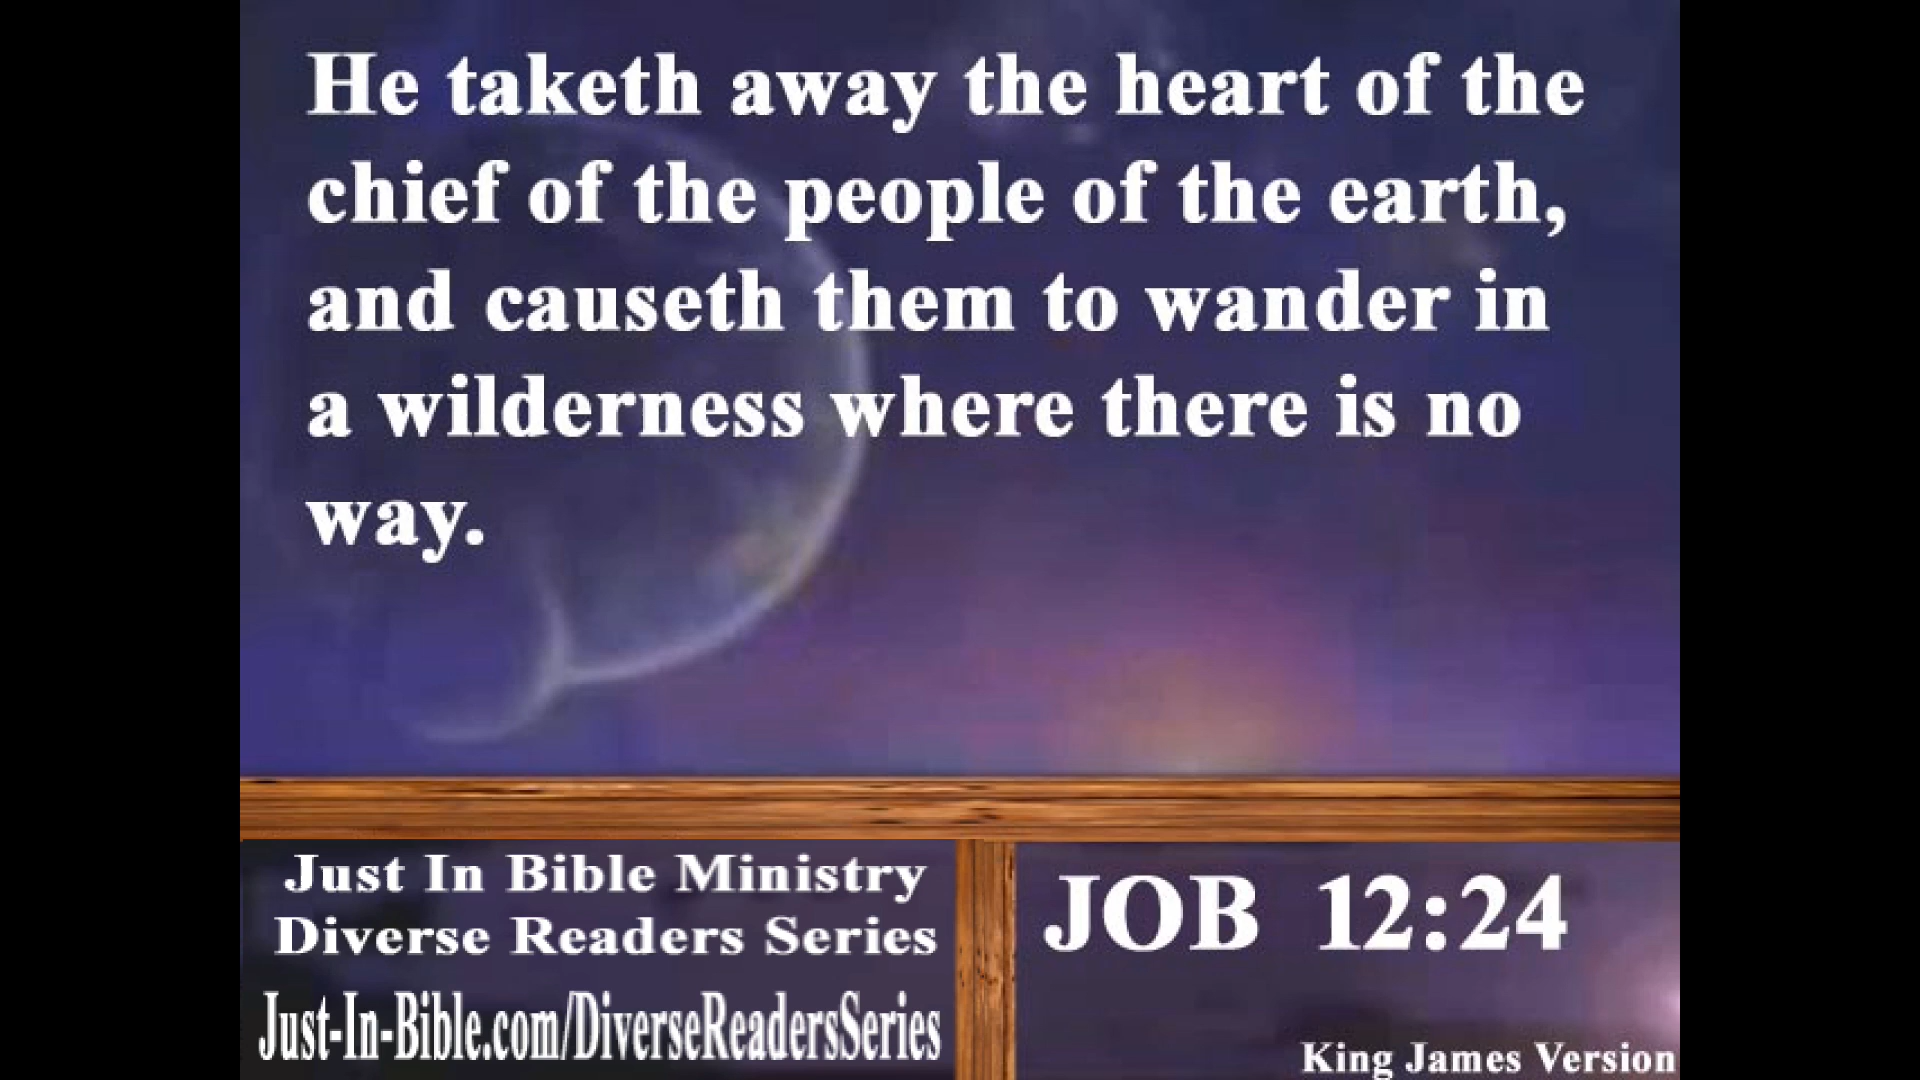 He taketh away the heart of the
chief of the people of the earth,
and causeth them to wander in
a wilderness where there is no
way.
Just In Bible Ministry
Diverse Readers Series
Just-In-Bible.com/DiverseReadersSeries
JOB 12:24
King James Version